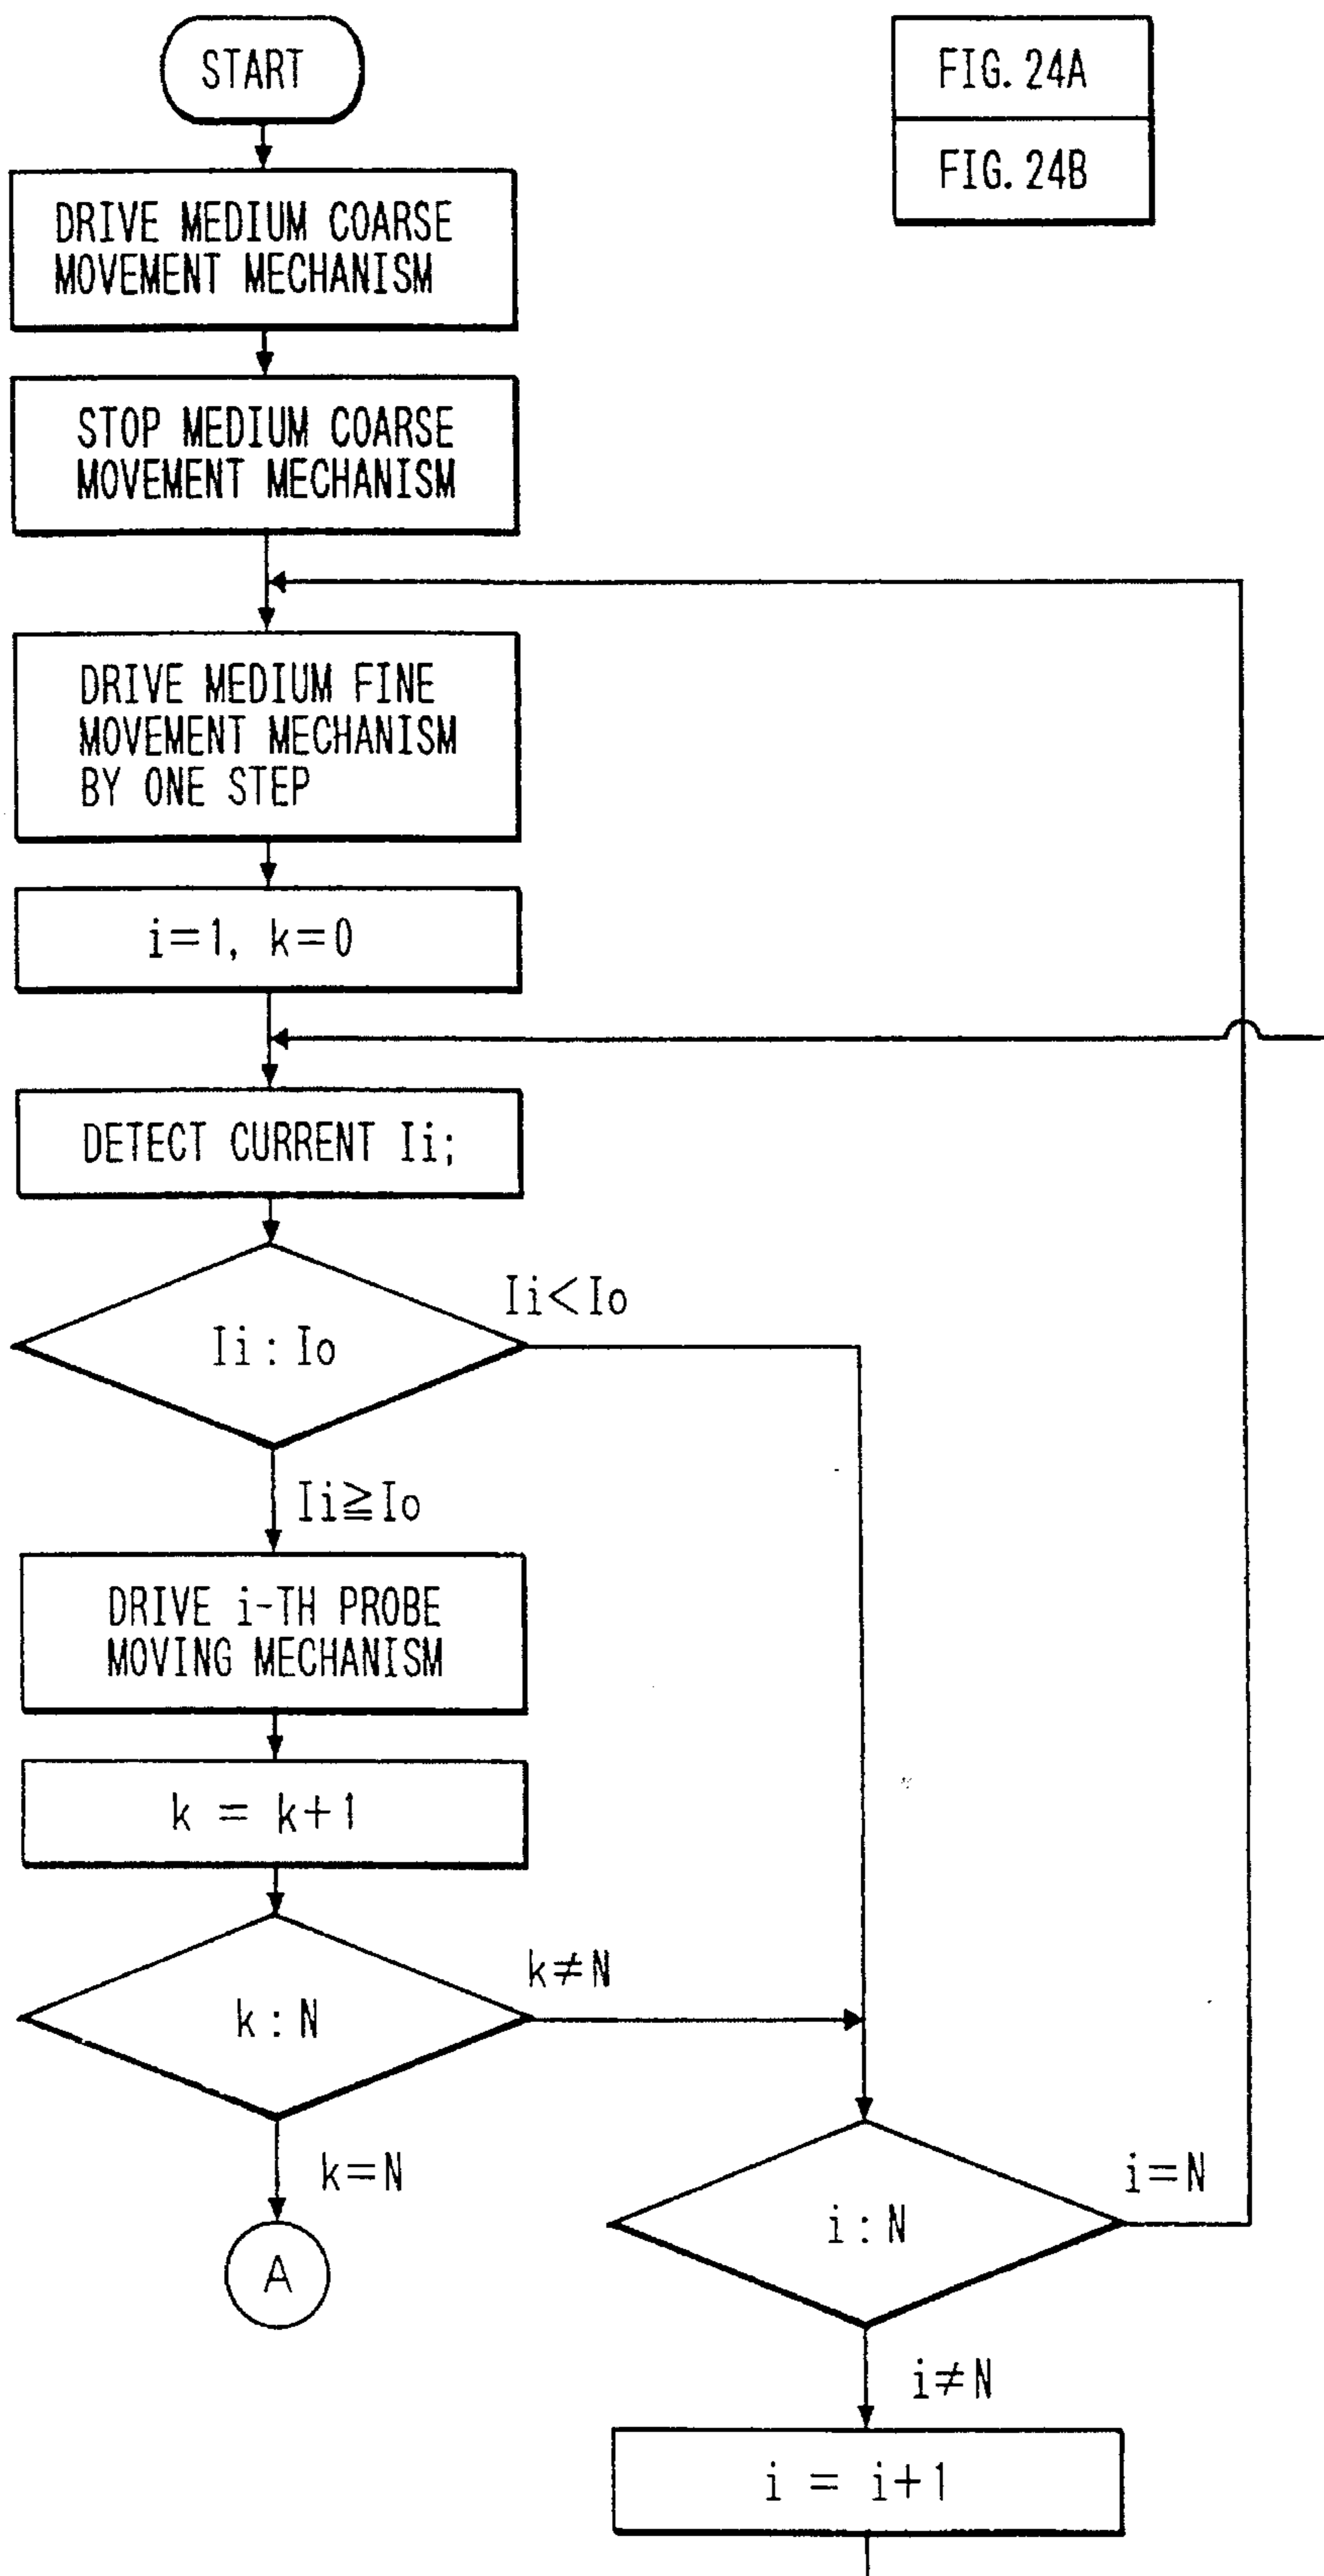 START
FIG. 24A
FIG. 24B
DRIVE MEDIUM COARSE
MOVEMENT MECHANISM
STOP MEDIUM COARSE
MOVEMENT MECHANISM
DRIVE MEDIUM FINE
MOVEMENT MECHANISM
BY ONE STEP
i=1, k=0
DETECT CURRENT Ii;
Ii<Io
Ii : Io
Ii≧Io
DRIVE i-TH PROBE
MOVING MECHANISM
k = k+1
k≠N
k : N
k=N
i=N
i : N
A
i≠N
i = i+1